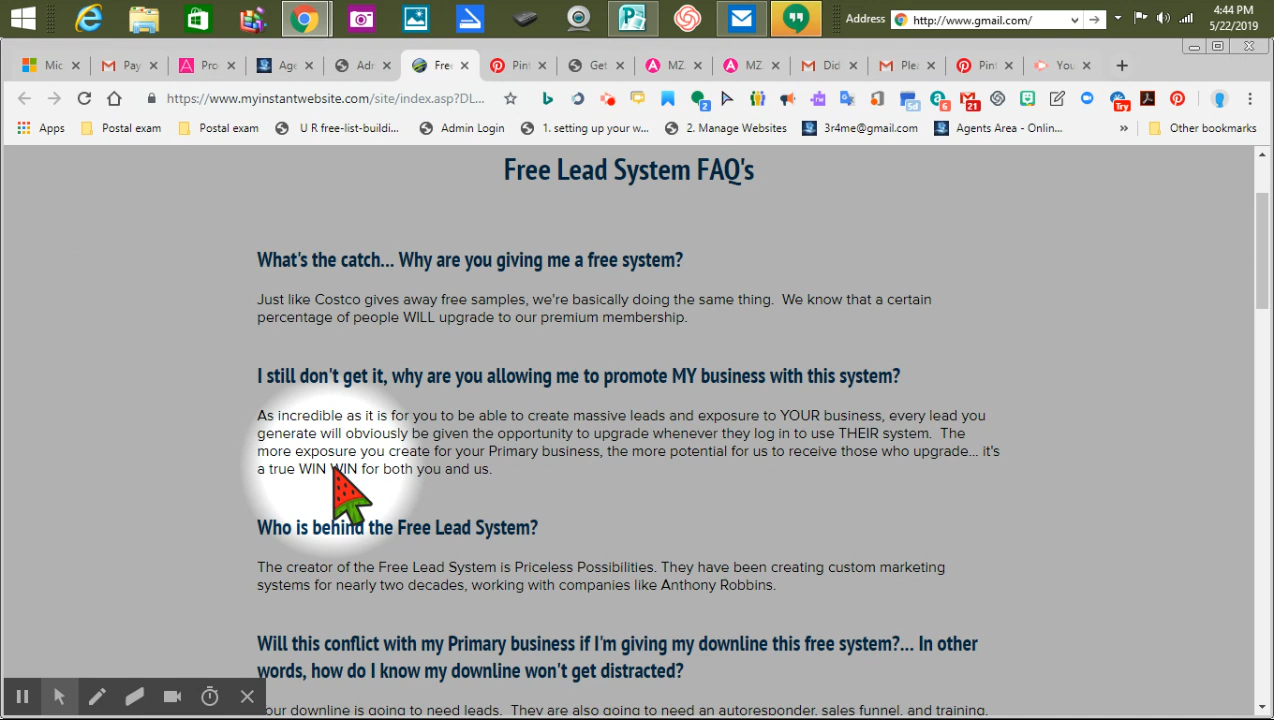 4:44 PM
Address http://www.gmail.com/
5/22/2019
Mic Pay Pro Age Adr Free Pint Get MZ. MZ. Did Plea Pint You
https://www.myinstantwebsite.com/site/index.asp?DL...
2 5d 6 21 Try
Apps Postal exam Postal exam U R free-list-buildi... Admin Login 1. setting up your w... 2. Manage Websites 3r4me@gmail.com Agents Area - Onlin... » Other bookmarks
Free Lead System FAQ's
What's the catch... Why are you giving me a free system?
Just like Costco gives away free samples, we're basically doing the same thing. We know that a certain
percentage of people WILL upgrade to our premium membership.
I still don't get it, why are you allowing me to promote MY business with this system?
As incredible as it is for you to be able to create massive leads and exposure to YOUR business, every lead you
generate will obviously be given the opportunity to upgrade whenever they log in to use THEIR system. The
more exposure you create for your Primary business, the more potential for us to receive those who upgrade... it's
a true WIN WIN for both you and us.
Who is behind the Free Lead System?
The creator of the Free Lead System is Priceless Possibilities. They have been creating custom marketing
systems for nearly two decades, working with companies like Anthony Robbins.
Will this conflict with my Primary business if I'm giving my downline this free system?... In other
words, how do I know my downline won't get distracted?
our downline is going to need leads. They are also going to need an autoresponder, sales funnel, and training.